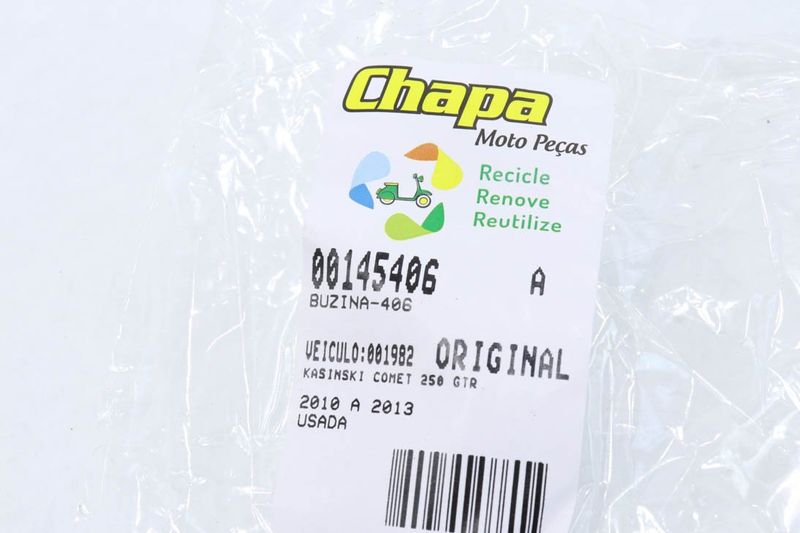 Chapa
Moto Peças
Recicle
Renove
Reutilize
00145406 A
BUZINA-406
VEICULO:001982 ORIGINAL
KASINSKI COMET 250 GTR
2010 A 2013
USADA